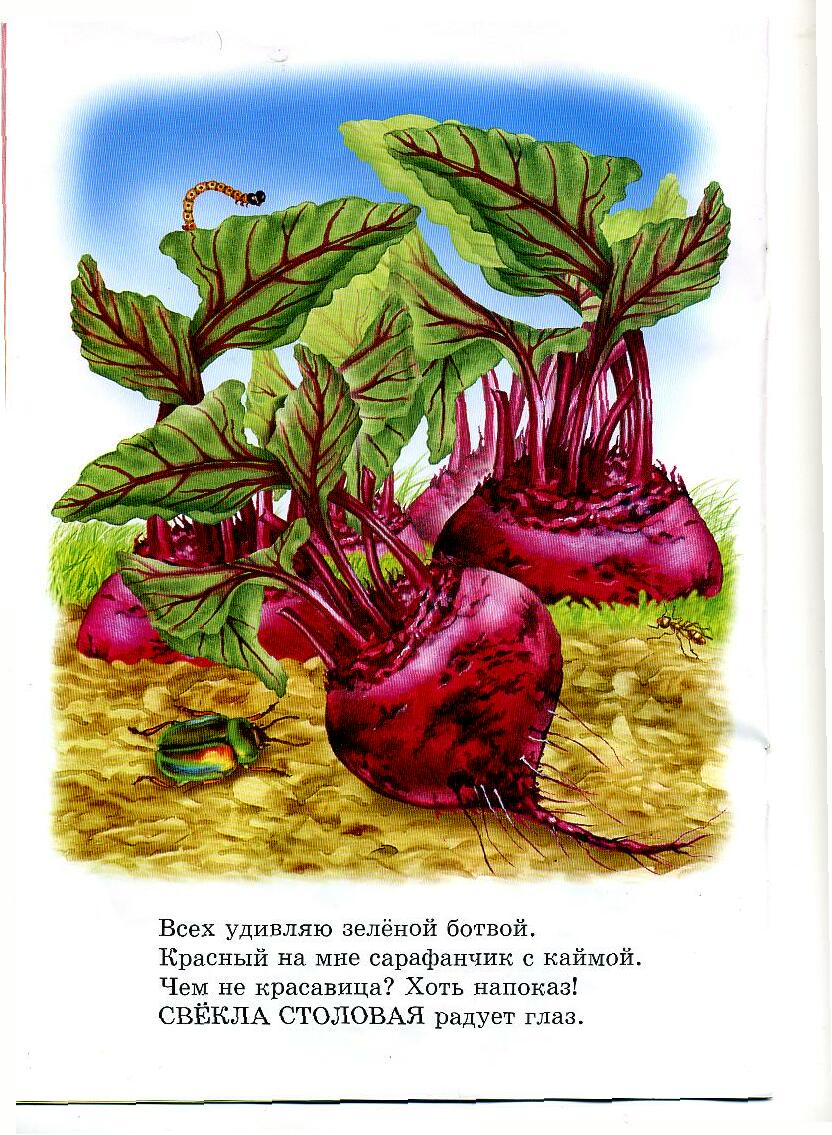 Всех удивляю зелёной ботвой.
Красный на мне сарафанчик с каймой.
Чем не красавица? Хоть напоказ!
СВЁКЛА СТОЛОВАЯ радует глаз.